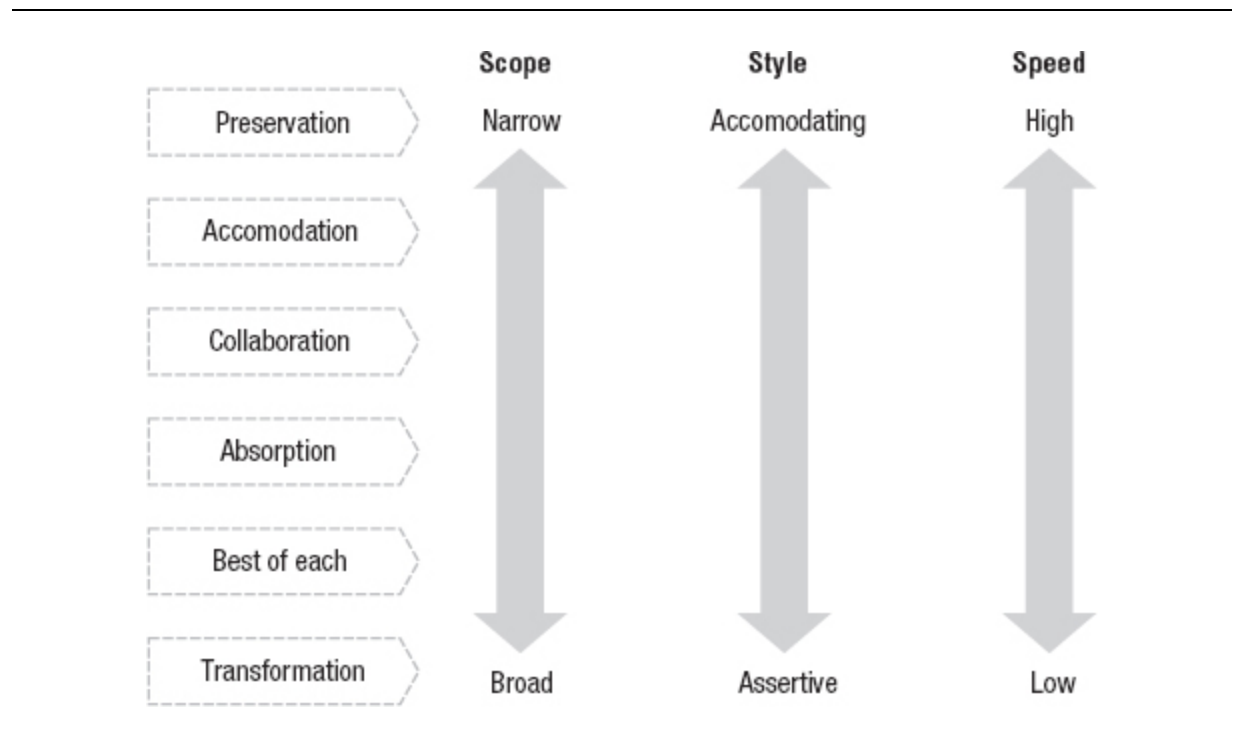 Scope Style Speed
Preservation Narrow Accomodating High
Accomodation
Collaboration
Absorption
Best of each
Transformation Broad Assertive Low